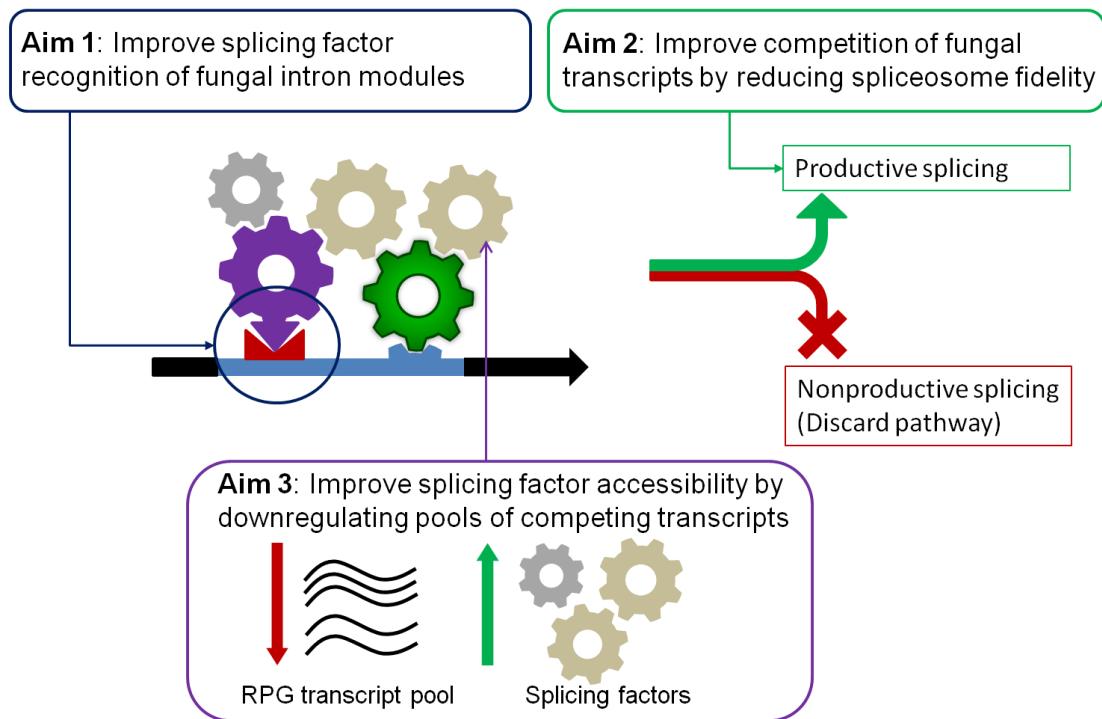 Aim 1: Improve splicing factor
recognition of fungal intron modules
Aim 2: Improve competition of fungal
transcripts by reducing spliceosome fidelity
Productive splicing
Nonproductive splicing
(Discard pathway)
Aim 3: Improve splicing factor accessibility by
downregulating pools of competing transcripts
RPG transcript pool
Splicing factors